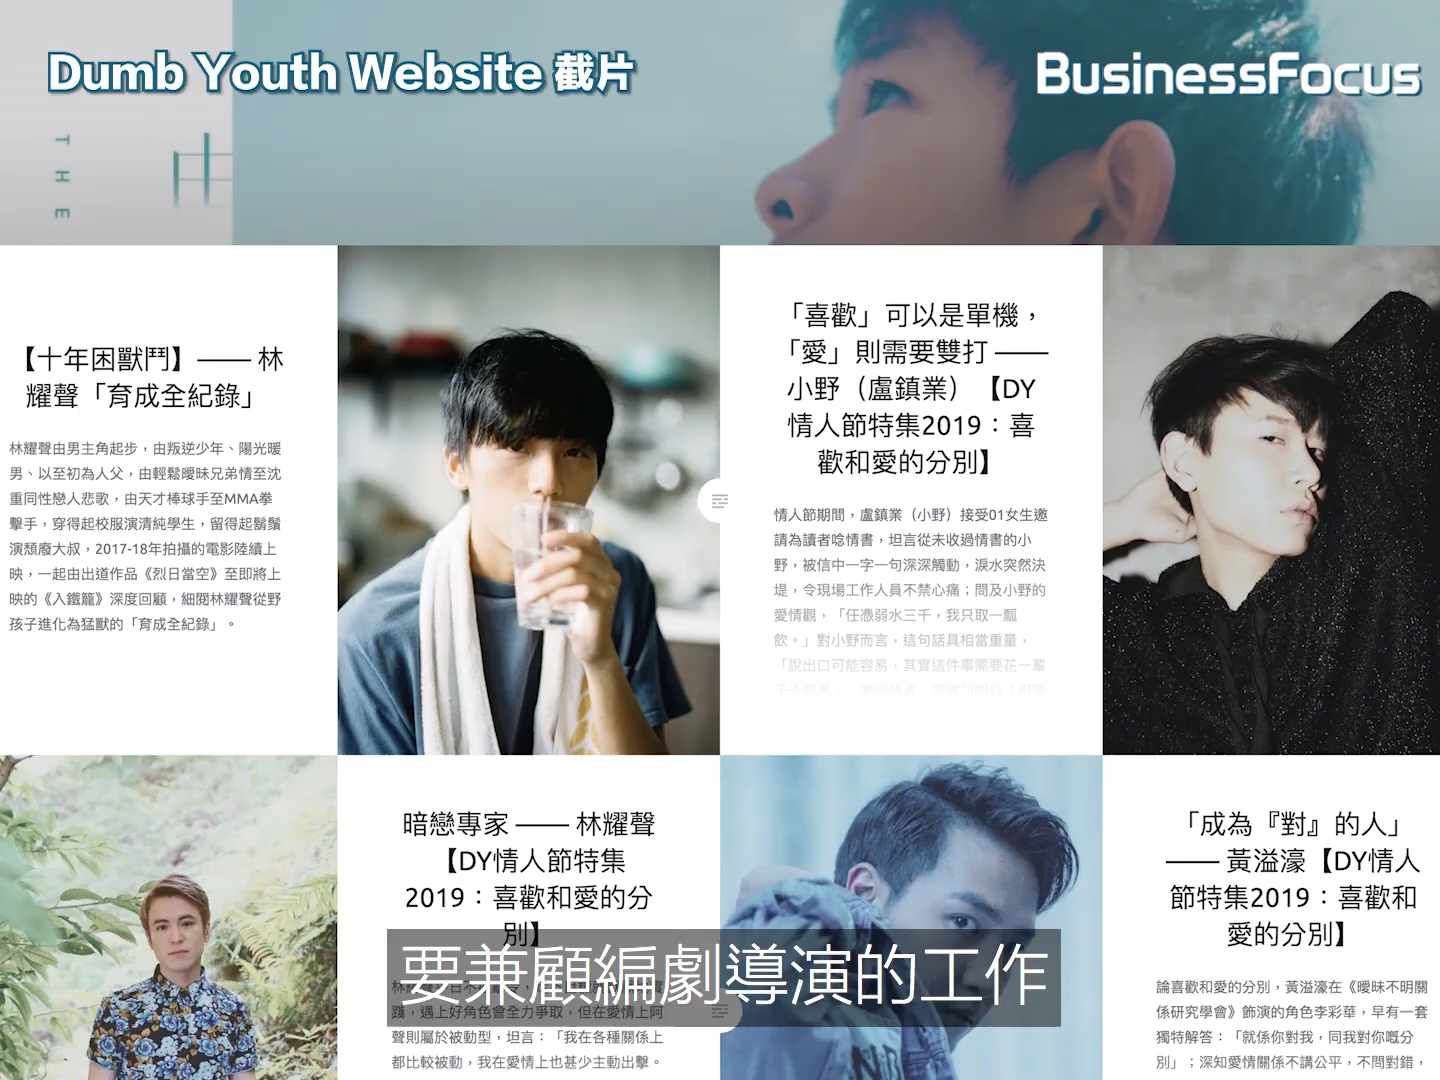 Dumb Youth Website 截片
BusinessFocus
THE
【十年困獸鬥】—— 林
耀聲「育成全紀錄」
林耀聲由男主角起步，由叛逆少年、陽光暖
男、以至初為人父，由輕鬆曖昧兄弟情至沈
重同性戀人悲歌，由天才棒球手至MMA拳
擊手，穿得起校服演清純學生，留得起鬍鬚
演頹廢大叔，2017-18年拍攝的電影陸續上
映，一起由出道作品《烈日當空》至即將上
映的《入鐵籠》深度回顧，細閱林耀聲從野
孩子進化為猛獸的「育成全紀錄」。
「喜歡」可以是單機，
「愛」則需要雙打 ——
小野（盧鎮業）【DY
情人節特集2019：喜
歡和愛的分別】
情人節期間，盧鎮業（小野）接受01女生邀
請為讀者唸情書，坦言從未收過情書的小
野，被信中一字一句深深觸動，淚水突然決
堤，令現場工作人員不禁心痛；問及小野的
愛情觀，「任憑弱水三千，我只取一瓢
飲。」對小野而言，這句話具相當重量，
「說出口可能容易，其實這件事需要花一輩
暗戀專家 —— 林耀聲
【DY情人節特集
2019：喜歡和愛的分
別】
踐，遇上好角色會全力爭取，但在愛情上阿
聲則屬於被動型，坦言：「我在各種關係上
都比較被動，我在愛情上也甚少主動出擊。
「成為『對』的人」
—— 黃溢濠【DY情人
節特集2019：喜歡和
愛的分別】
論喜歡和愛的分別，黃溢濠在《曖昧不明關
係研究學會》飾演的角色李彩華，早有一套
獨特解答：「就係你對我，同我對你嘅分
別」；深知愛情關係不講公平，不問對錯，
要兼顧編劇導演的工作